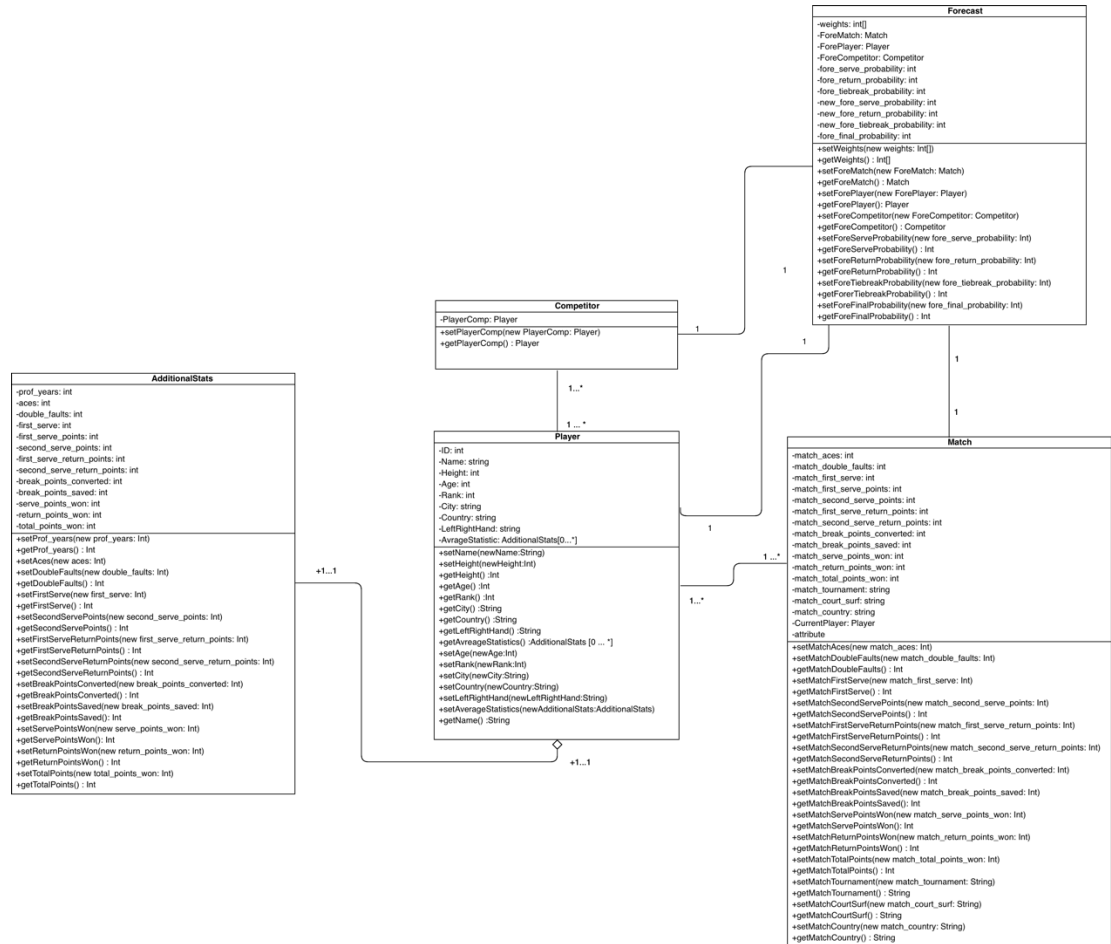 Forecast
-weights: int[]
-ForeMatch: Match
-ForePlayer: Player
-ForeCompetitor: Competitor
-fore_serve_probability: int
-fore_return_probability: int
-fore_tiebreak_probability: int
-new_fore_serve_probability: int
-new_fore_return_probability: int
-new_fore_tiebreak_probability: int
-fore_final_probability: int
+setWeights(new weights: Int[])
+getWeights() : Int[]
+setForeMatch(new ForeMatch: Match)
+getForeMatch() : Match
+setForePlayer(new ForePlayer: Player)
+getForePlayer(): Player
+setForeCompetitor(new ForeCompetitor: Competitor)
+getForeCompetitor() : Competitor
+setForeServeProbability(new fore_serve_probability: Int)
+getForeServeProbability() : Int
+setForeReturnProbability(new fore_return_probability: Int)
+getForeReturnProbability() : Int
+setForeTiebreakProbability(new fore_tiebreak_probability: Int)
+getForerTiebreakProbability() : Int
+setForeFinalProbability(new fore_final_probability: Int)
+getForeFinalProbability() : Int
1
1
1
1
1
1
Competitor
-PlayerComp: Player
+setPlayerComp(new PlayerComp: Player)
+getPlayerComp() : Player
1...*
1 ... *
AdditionalStats
-prof_years: int
-aces: int
-double_faults: int
-first_serve: int
-first_serve_points: int
-second_serve_points: int
-first_serve_return_points: int
-second_serve_return_points: int
-break_points_converted: int
-break_points_saved: int
-serve_points_won: int
-return_points_won: int
-total_points_won: int
+setProf_years(new prof_years: Int)
+getProf_years() : Int
+setAces(new aces: Int)
+setDoubleFaults(new double_faults: Int)
+getDoubleFaults() : Int
+setFirstServe(new first_serve: Int)
+getFirstServe() : Int
+setSecondServePoints(new second_serve_points: Int)
+getSecondServePoints() : Int
+setFirstServeReturnPoints(new first_serve_return_points: Int)
+getFirstServeReturnPoints() : Int
+setSecondServeReturnPoints(new second_serve_return_points: Int)
+getSecondServeReturnPoints() : Int
+setBreakPointsConverted(new break_points_converted: Int)
+getBreakPointsConverted() : Int
+setBreakPointsSaved(new break_points_saved: Int)
+getBreakPointsSaved(): Int
+setServePointsWon(new serve_points_won: Int)
+getServePointsWon(): Int
+setReturnPointsWon(new return_points_won: Int)
+getReturnPointsWon() : Int
+setTotalPoints(new total_points_won: Int)
+getTotalPoints() : Int
+1...1
+1...1
Player
-ID: int
-Name: string
-Height: int
-Age: int
-Rank: int
-City: string
-Country: string
-LeftRightHand: string
-AvrageStatistic: AdditionalStats[0...*]
+setName(newName:String)
+setHeight(newHeight:Int)
+getHeight() :Int
+getAge() :Int
+getRank() :Int
+getCity() :String
+getCountry() :String
+getLeftRightHand() :String
+getAvreageStatistics() :AdditionalStats [0 ... *]
+setAge(newAge:Int)
+setRank(newRank:Int)
+setCity(newCity:String)
+setCountry(newCountry:String)
+setLeftRightHand(newLeftRightHand:String)
+setAverageStatistics(newAdditionalStats:AdditionalStats)
+getName() :String
1 ...*
1...*
Match
-match_aces: int
-match_double_faults: int
-match_first_serve: int
-match_first_serve_points: int
-match_second_serve_points: int
-match_first_serve_return_points: int
-match_second_serve_return_points: int
-match_break_points_converted: int
-match_break_points_saved: int
-match_serve_points_won: int
-match_return_points_won: int
-match_total_points_won: int
-match_tournament: string
-match_court_surf: string
-match_country: string
-CurrentPlayer: Player
-attribute
+setMatchAces(new match_aces: Int)
+setMatchDoubleFaults(new match_double_faults: Int)
+getMatchDoubleFaults() : Int
+setMatchFirstServe(new match_first_serve: Int)
+getMatchFirstServe() : Int
+setMatchSecondServePoints(new match_second_serve_points: Int)
+getMatchSecondServePoints() : Int
+setMatchFirstServeReturnPoints(new match_first_serve_return_points: Int)
+getMatchFirstServeReturnPoints() : Int
+setMatchSecondServeReturnPoints(new match_second_serve_return_points: Int)
+getMatchSecondServeReturnPoints() : Int
+setMatchBreakPointsConverted(new match_break_points_converted: Int)
+getMatchBreakPointsConverted() : Int
+setMatchBreakPointsSaved(new match_break_points_saved: Int)
+getMatchBreakPointsSaved(): Int
+setMatchServePointsWon(new match_serve_points_won: Int)
+getMatchServePointsWon(): Int
+setMatchReturnPointsWon(new match_return_points_won: Int)
+getMatchReturnPointsWon() : Int
+setMatchTotalPoints(new match_total_points_won: Int)
+getMatchTotalPoints() : Int
+setMatchTournament(new match_tournament: String)
+getMatchTournament() : String
+setMatchCourtSurf(new match_court_surf: String)
+getMatchCourtSurf() : String
+setMatchCountry(new match_country: String)
+getMatchCountry() : String